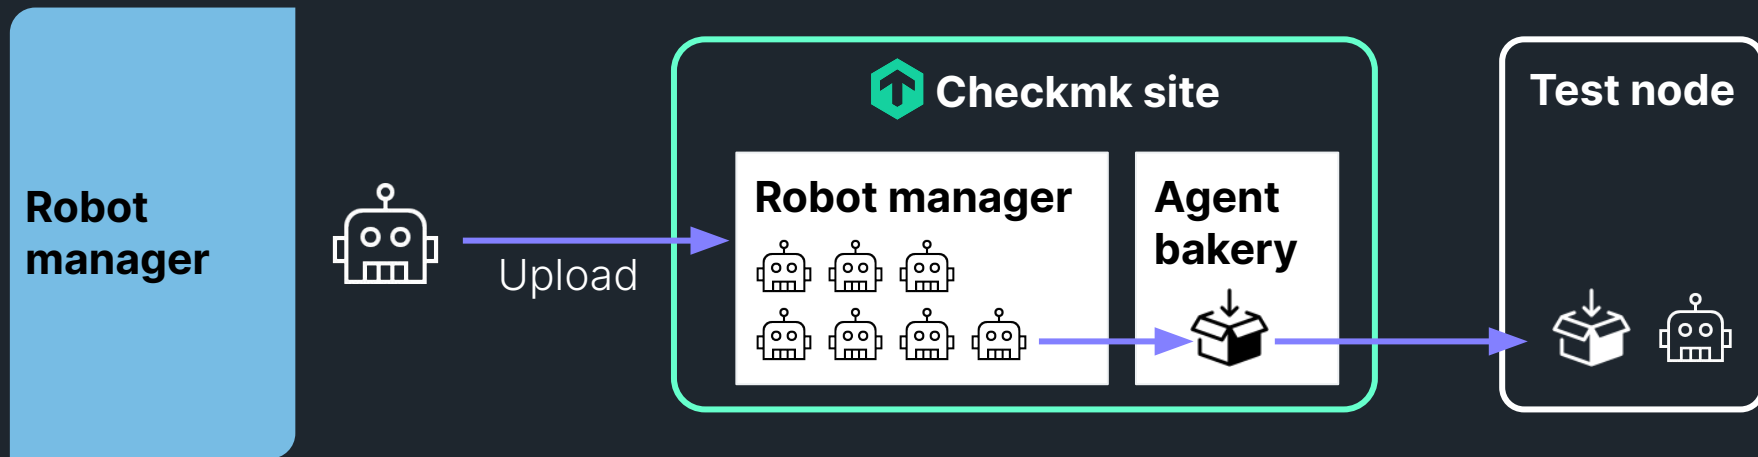 Robot
manager
Upload
Checkmk site
Robot manager
Agent
bakery
Test node